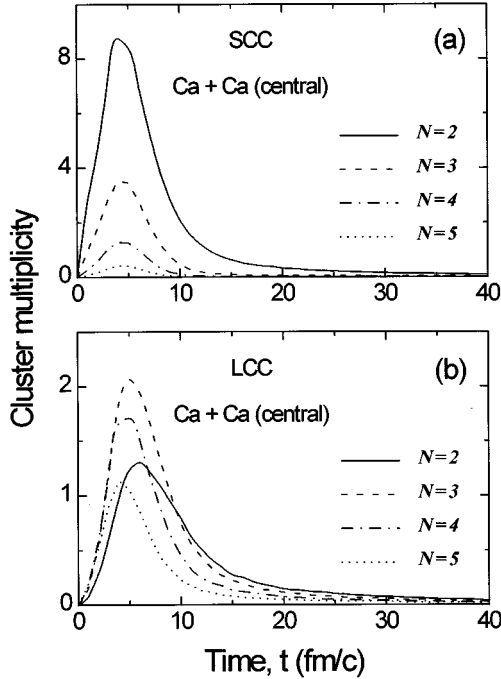 Cluster multiplicity
SCC
(a)
Ca + Ca (central)
N=2
N=3
N=4
N=5
8
4
0
0 10 20 30 40
LCC
(b)
Ca + Ca (central)
N=2
N=3
N=4
N=5
2
1
0
0 10 20 30 40
Time, t (fm/c)